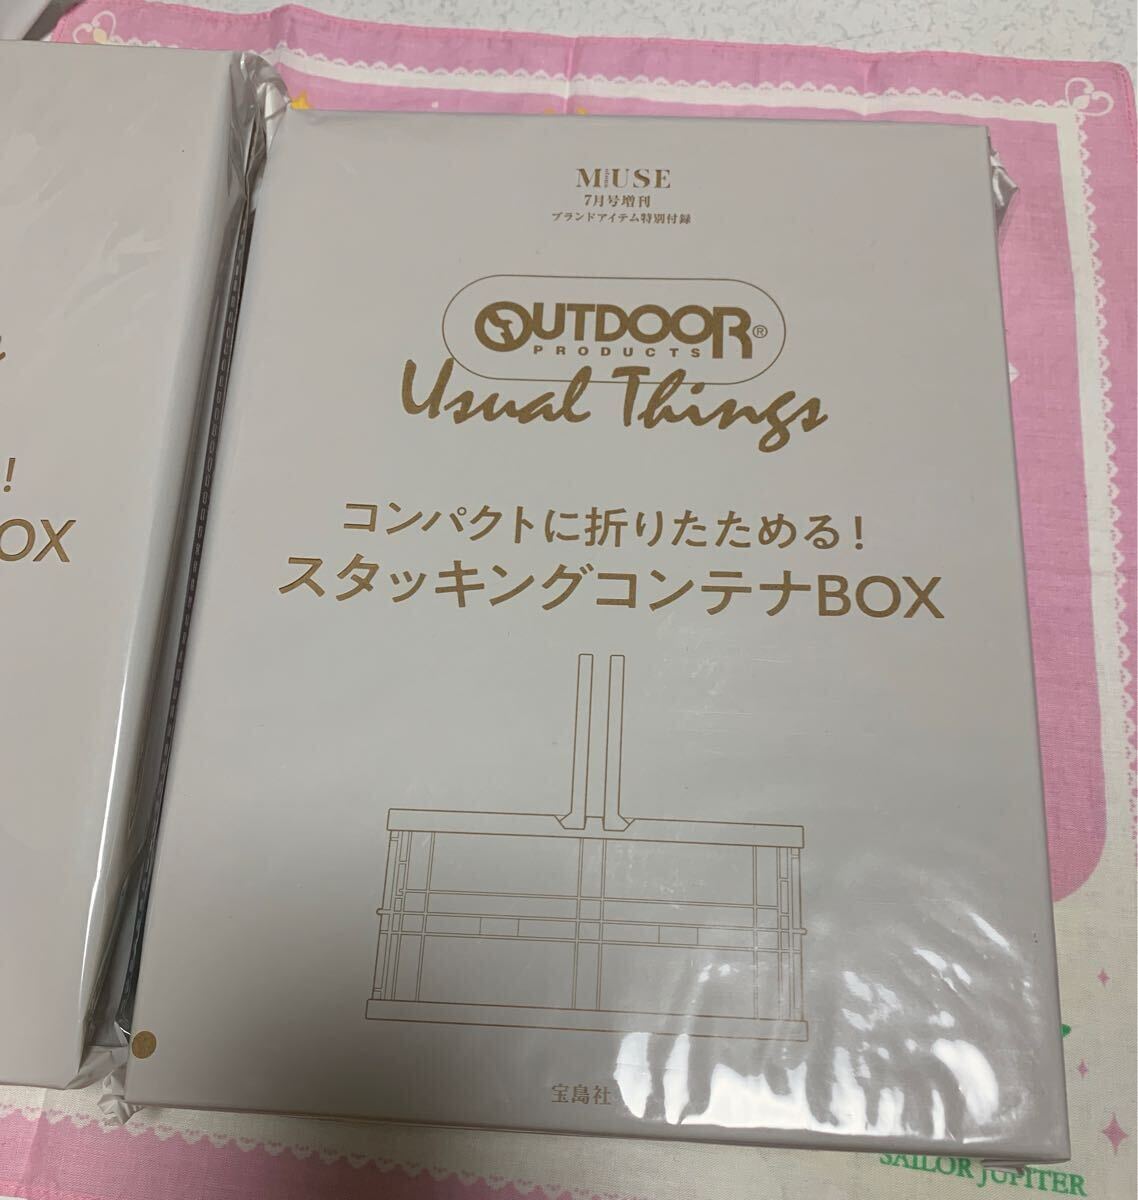 MUSE
otona
7月号増刊
ブランドアイテム特別付録
OUTDOOR®
PRODUCTS
Usual Things
!
コンパクトに折りたためる!
OX
スタッキングコンテナBOX
宝島社
SAILOR JUPITER